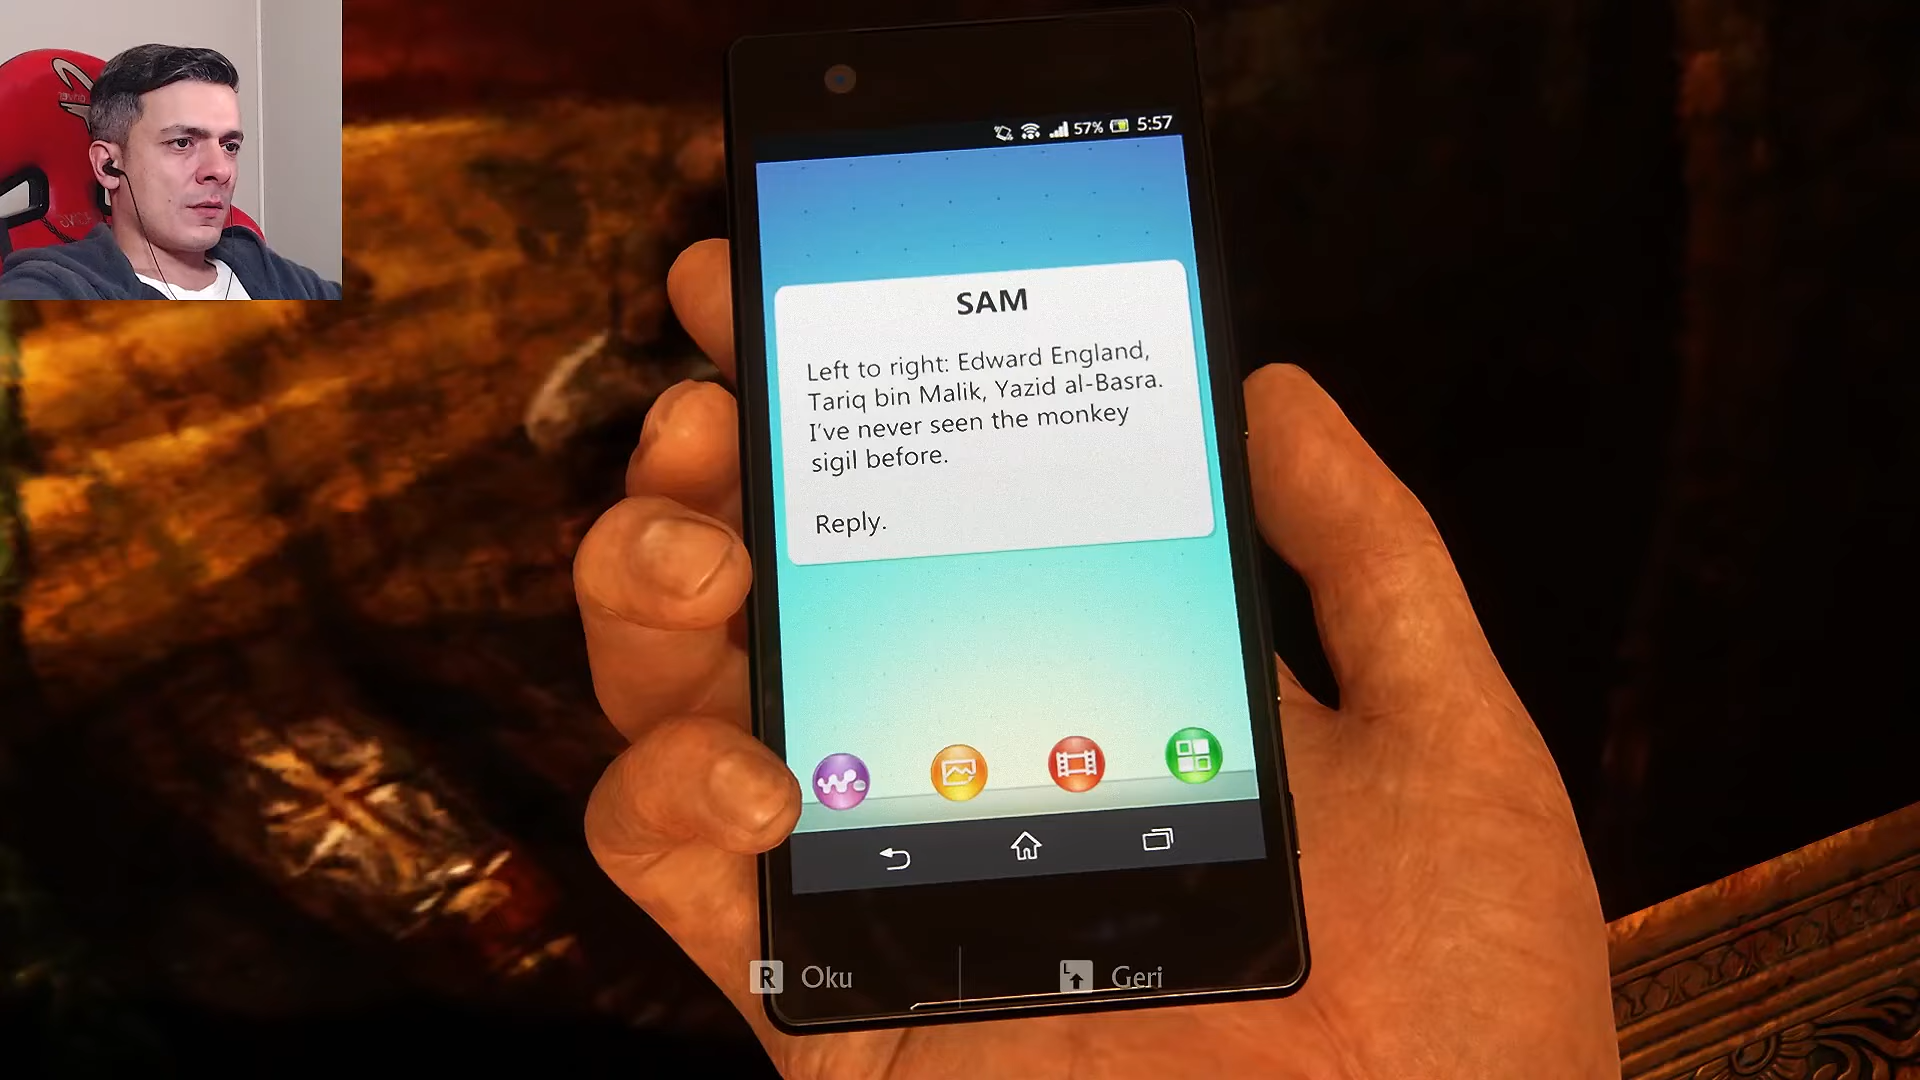 57% 5:57
SAM
Left to right: Edward England,
Tariq bin Malik, Yazid al-Basra.
I've never seen the monkey
sigil before.
Reply.
R Oku
L Geri